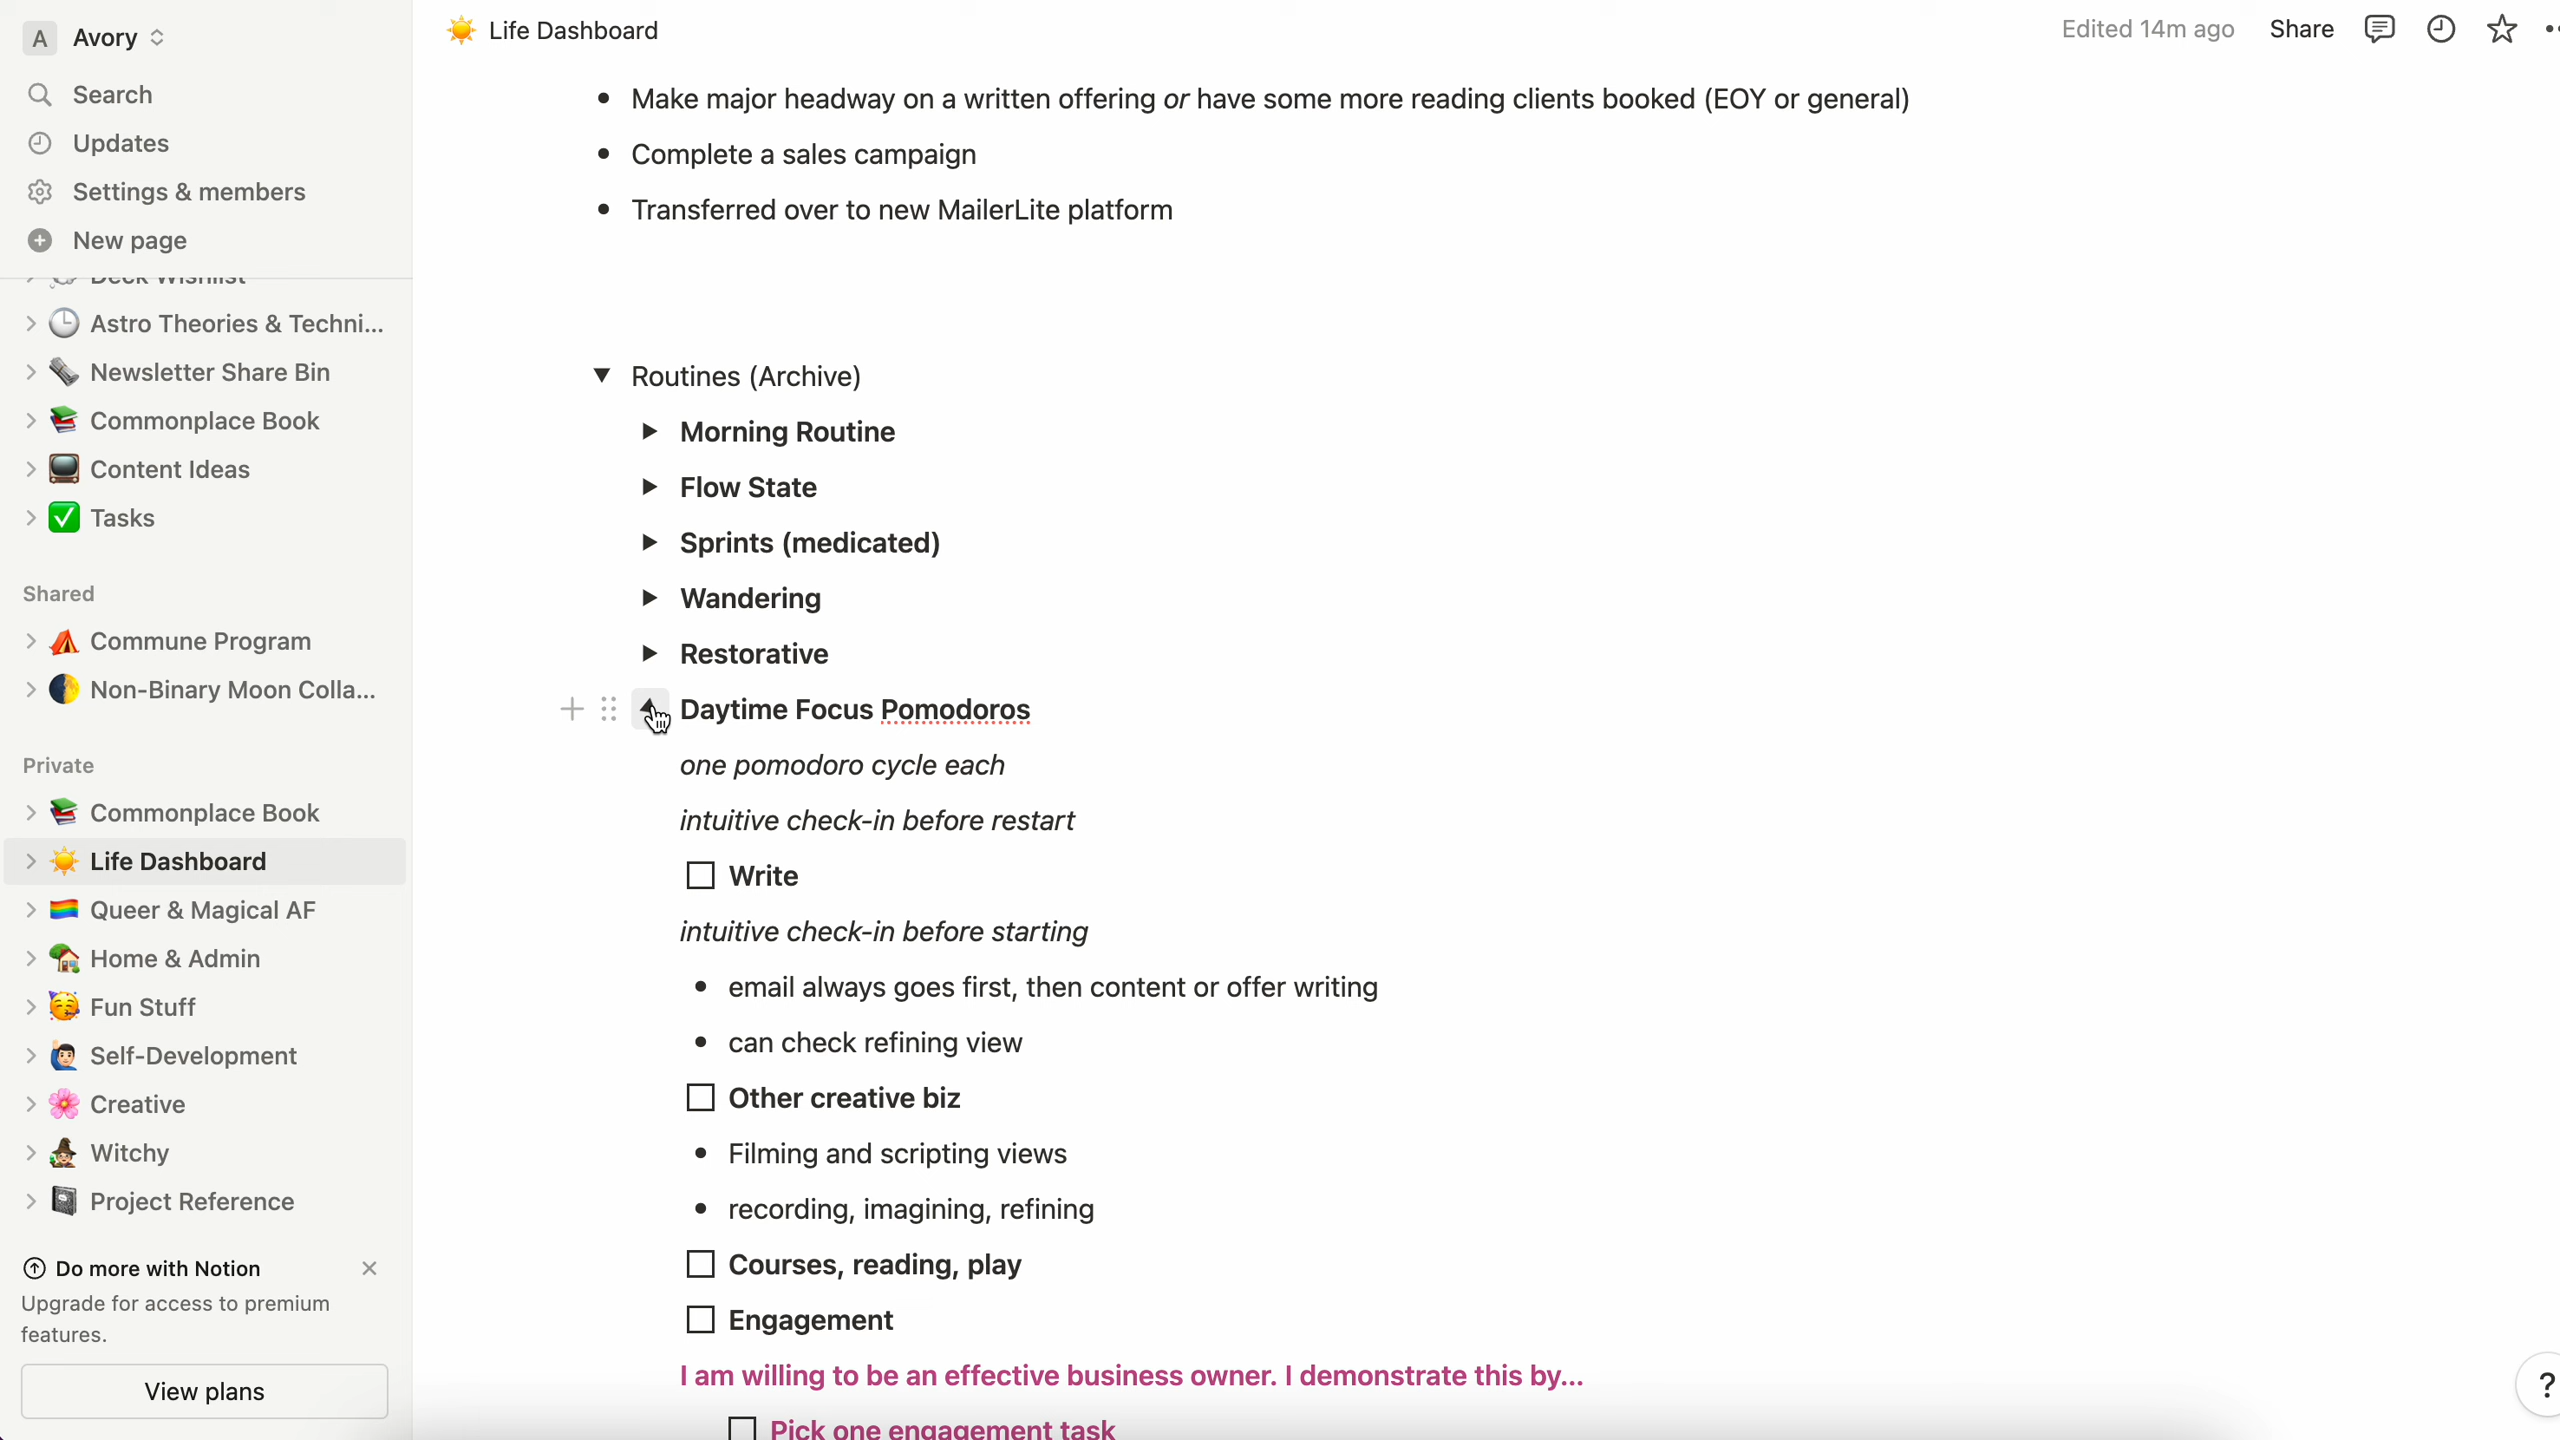 A Avory
Search
Updates
Settings & members
New page
Deck Wishlist
Astro Theories & Techni...
Newsletter Share Bin
Commonplace Book
Content Ideas
Tasks
Shared
Commune Program
Non-Binary Moon Colla...
Private
Commonplace Book
Life Dashboard
Queer & Magical AF
Home & Admin
Fun Stuff
Self-Development
Creative
Witchy
Project Reference
Do more with Notion
Upgrade for access to premium
features.
View plans
Life Dashboard
Edited 14m ago Share
Make major headway on a written offering or have some more reading clients booked (EOY or general)
Complete a sales campaign
Transferred over to new MailerLite platform
Routines (Archive)
Morning Routine
Flow State
Sprints (medicated)
Wandering
Restorative
Daytime Focus Pomodoros
one pomodoro cycle each
intuitive check-in before restart
Write
intuitive check-in before starting
email always goes first, then content or offer writing
can check refining view
Other creative biz
Filming and scripting views
recording, imagining, refining
Courses, reading, play
Engagement
I am willing to be an effective business owner. I demonstrate this by...
Pick one engagement task
?